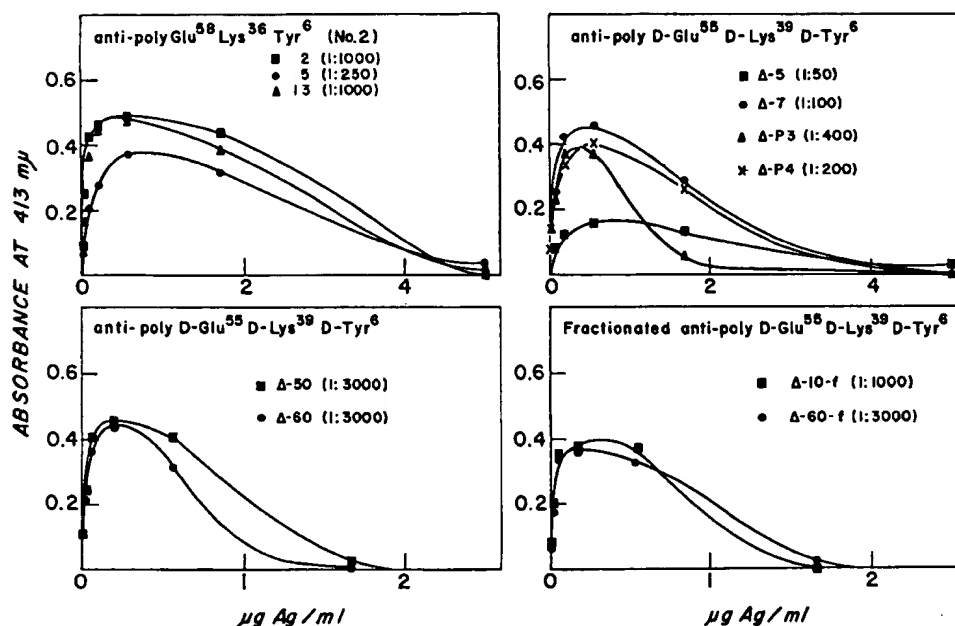 ABSORBANCE AT 413 mμ
anti-poly Glu⁵⁸ Lys³⁶ Tyr⁶ (No.2)
■ 2 (1:1000)
● 5 (1:250)
▲ 13 (1:1000)
0.6
0.4
0.2
0 2 4
anti-poly D-Glu⁵⁵ D-Lys³⁹ D-Tyr⁶
■ Δ-5 (1:50)
● Δ-7 (1:100)
▲ Δ-P3 (1:400)
x Δ-P4 (1:200)
0.6
0.4
0.2
0 2 4
anti-poly D-Glu⁵⁵ D-Lys³⁹ D-Tyr⁶
■ Δ-50 (1:3000)
● Δ-60 (1:3000)
0.6
0.4
0.2
0 1 2
μg Ag/ml
Fractionated anti-poly D-Glu⁵⁵ D-Lys³⁹ D-Tyr⁶
■ Δ-10-f (1:1000)
● Δ-60-f (1:3000)
0.6
0.4
0.2
0 1 2
μg Ag/ml